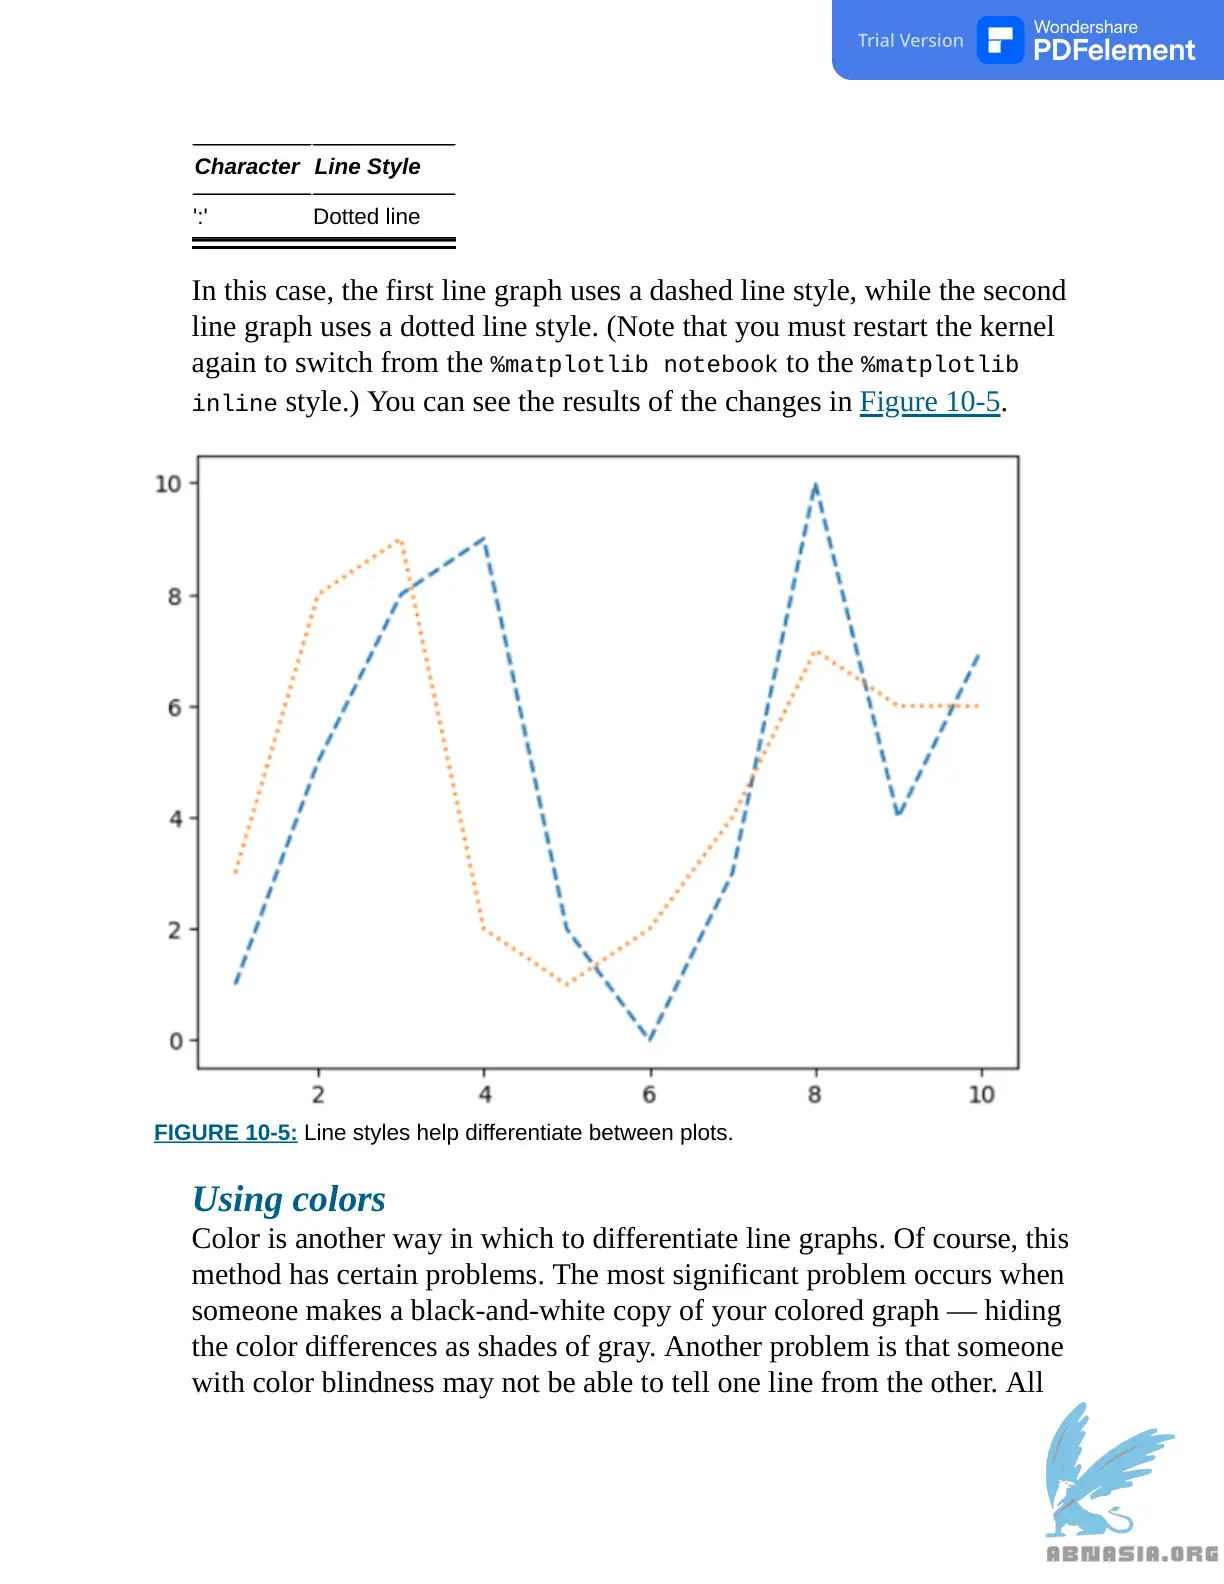 Trial Version
Wondershare
PDFelement
Character Line Style
':' Dotted line
In this case, the first line graph uses a dashed line style, while the second
line graph uses a dotted line style. (Note that you must restart the kernel
again to switch from the %matplotlib notebook to the %matplotlib
inline style.) You can see the results of the changes in Figure 10-5.
10
8
6
4
2
0
2 4 6 8 10
FIGURE 10-5: Line styles help differentiate between plots.
Using colors
Color is another way in which to differentiate line graphs. Of course, this
method has certain problems. The most significant problem occurs when
someone makes a black-and-white copy of your colored graph — hiding
the color differences as shades of gray. Another problem is that someone
with color blindness may not be able to tell one line from the other. All
ABNASIA.ORG